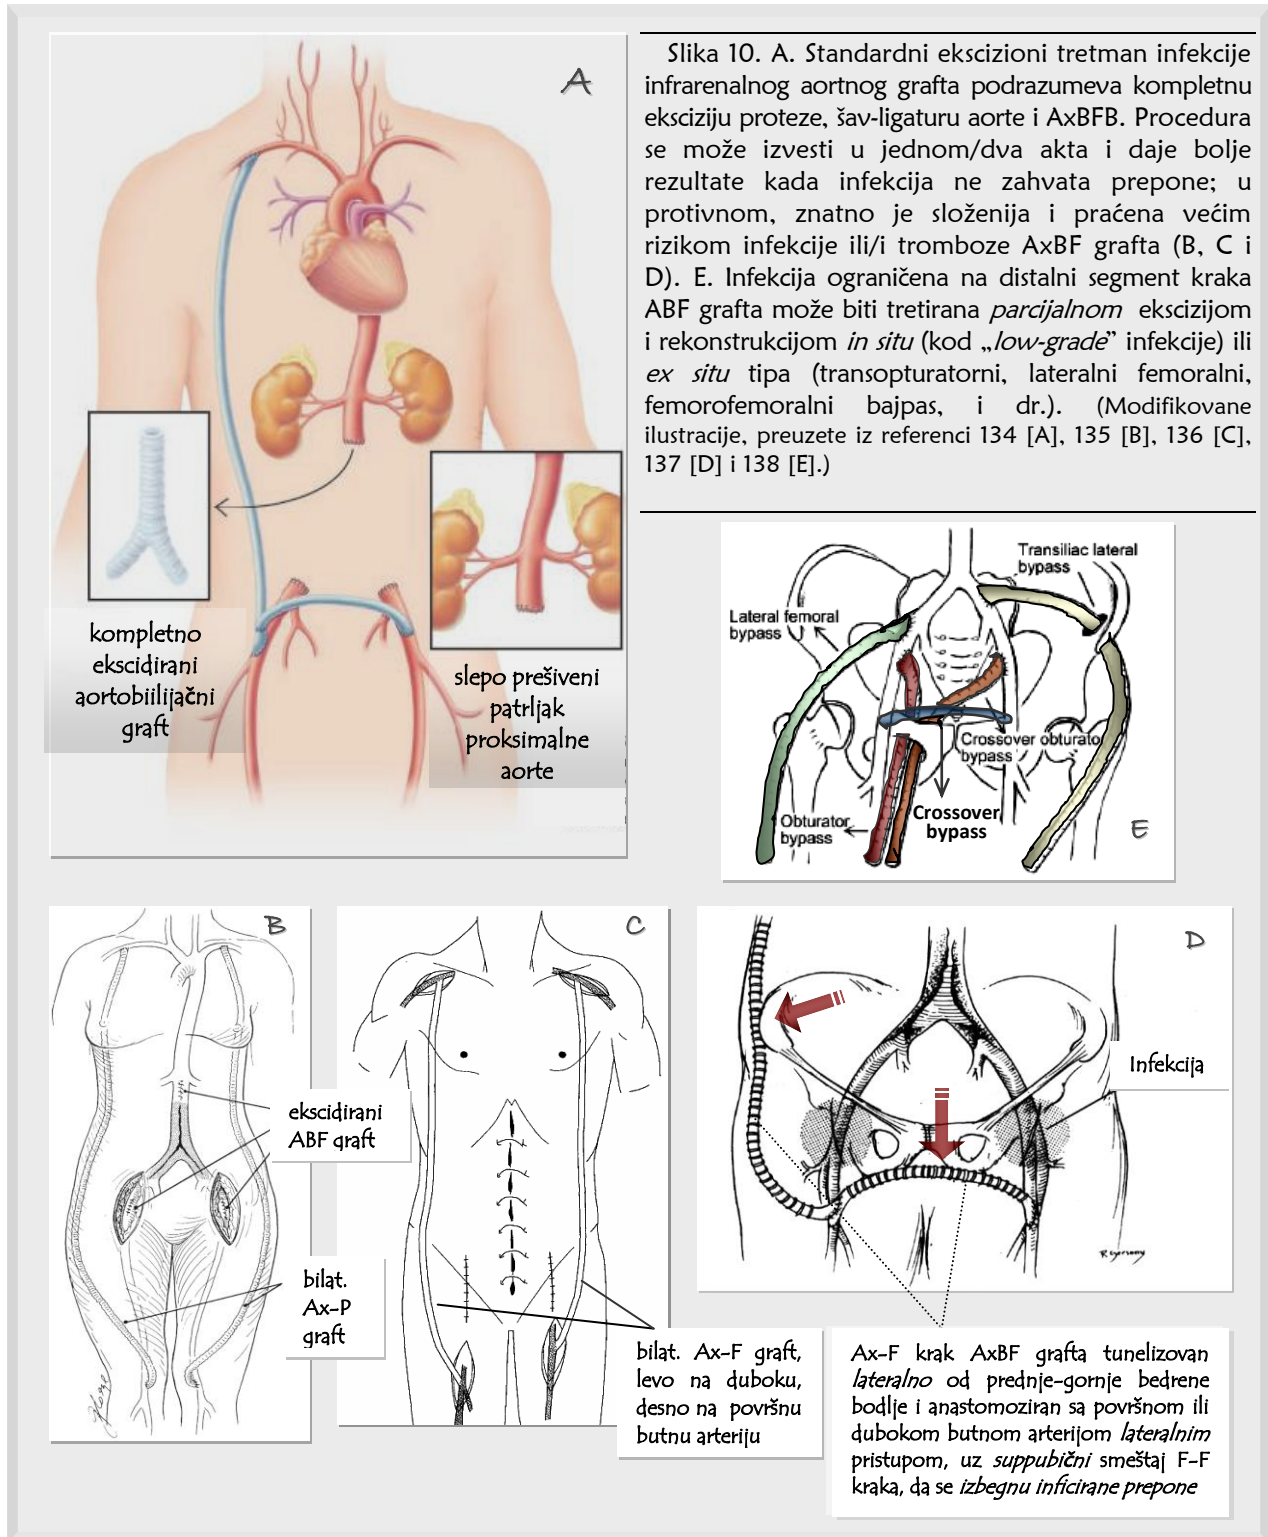 A
Slika 10. A. Standardni ekscizioni tretman infekcije
infrarenalnog aortnog grafta podrazumeva kompletnu
eksciziju proteze, šav-ligaturu aorte i AxBFB. Procedura
se može izvesti u jednom/dva akta i daje bolje
rezultate kada infekcija ne zahvata prepone; u
protivnom, znatno je složenija i praćena većim
rizikom infekcije ili/i tromboze AxBF grafta (B, C i
D). E. Infekcija ograničena na distalni segment kraka
ABF grafta može biti tretirana parcijalnom ekscizijom
i rekonstrukcijom in situ (kod „low-grade” infekcije) ili
ex situ tipa (transopturatorni, lateralni femoralni,
femorofemoralni bajpas, i dr.). (Modifikovane
ilustracije, preuzete iz referenci 134 [A], 135 [B], 136 [C],
137 [D] i 138 [E].)
kompletno
ekscidirani
aortobiilijačni
graft
slepo prešiveni
patrljak
proksimalne
aorte
Transiliac lateral
bypass
Lateral femoral
bypass
Crossover obturato
bypass
Crossover
bypass
Obturator
bypass
E
B
ekscidirani
ABF graft
bilat.
Ax-P
graft
C
bilat. Ax-F graft,
levo na duboku,
desno na površnu
butnu arteriju
D
Infekcija
Ax-F krak AxBF grafta tunelizovan
lateralno od prednje-gornje bedrene
bodlje i anastomoziran sa površnom ili
dubokom butnom arterijom lateralnim
pristupom, uz suppubični smeštaj F-F
kraka, da se izbegnu inficirane prepone